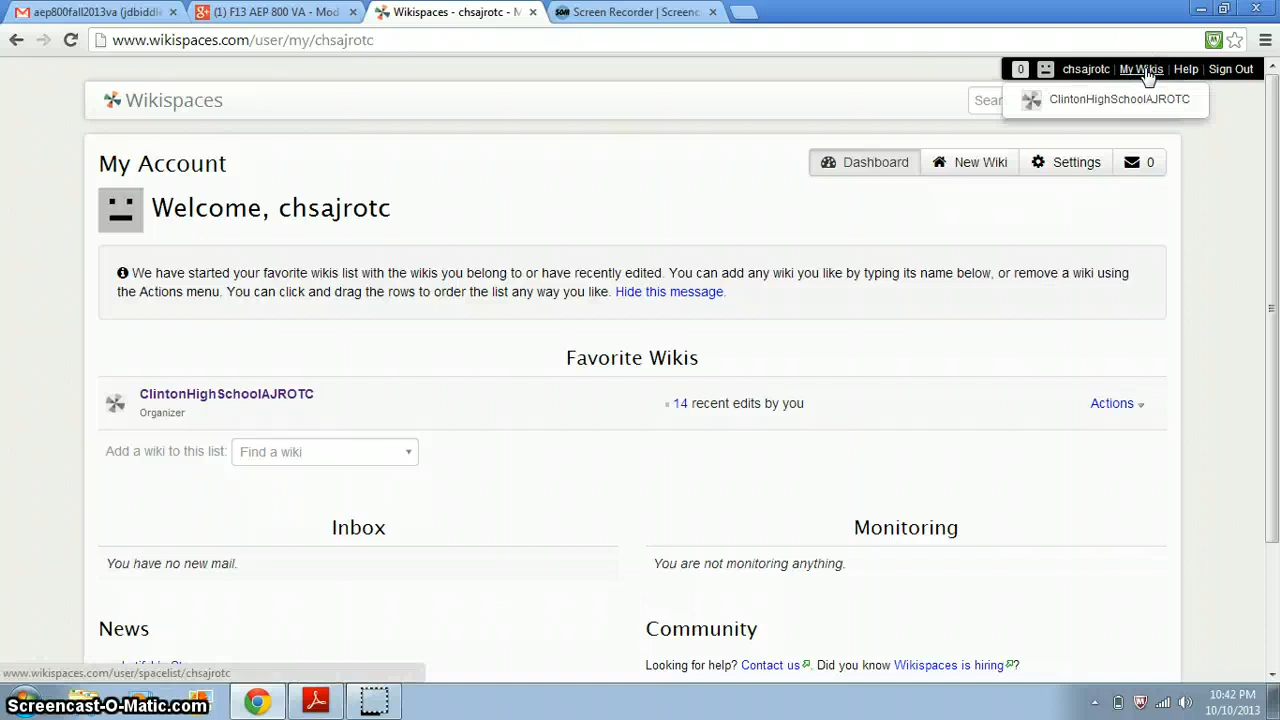 aep800fall2013va (jdbiddl
(1) F13 AEP 800 VA - Mod
Wikispaces - chsajrotc - M
Screen Recorder | Screenc
www.wikispaces.com/user/my/chsajrotc
0 chsajrotc | My Wikis | Help | Sign Out
Wikispaces
Sear
ClintonHighSchoolAJROTC
My Account
Dashboard
New Wiki
Settings
0
Welcome, chsajrotc
We have started your favorite wikis list with the wikis you belong to or have recently edited. You can add any wiki you like by typing its name below, or remove a wiki using
the Actions menu. You can click and drag the rows to order the list any way you like. Hide this message.
Favorite Wikis
ClintonHighSchoolAJROTC
Organizer
14 recent edits by you
Actions
Add a wiki to this list: Find a wiki
Inbox
Monitoring
You have no new mail.
You are not monitoring anything.
News
Community
Looking for help? Contact us. Did you know Wikispaces is hiring?
www.wikispaces.com/user/spacelist/chsajrotc
Screencast-O-Matic.com
10:42 PM
10/10/2013